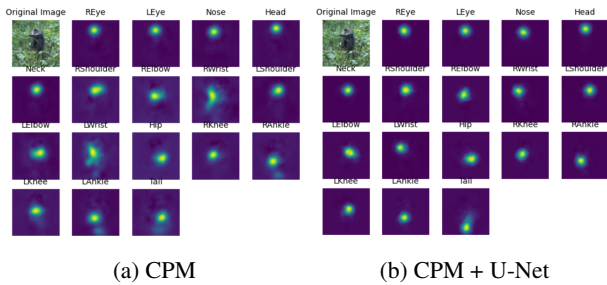 Original Image REye LEye Nose Head
Neck RShoulder RElbow RWrist LShoulder
LElbow LWrist Hip RKnee RAnkle
LKnee LAnkle Tail
(a) CPM
Original Image REye LEye Nose Head
Neck RShoulder RElbow RWrist LShoulder
LElbow LWrist Hip RKnee RAnkle
LKnee LAnkle Tail
(b) CPM + U-Net